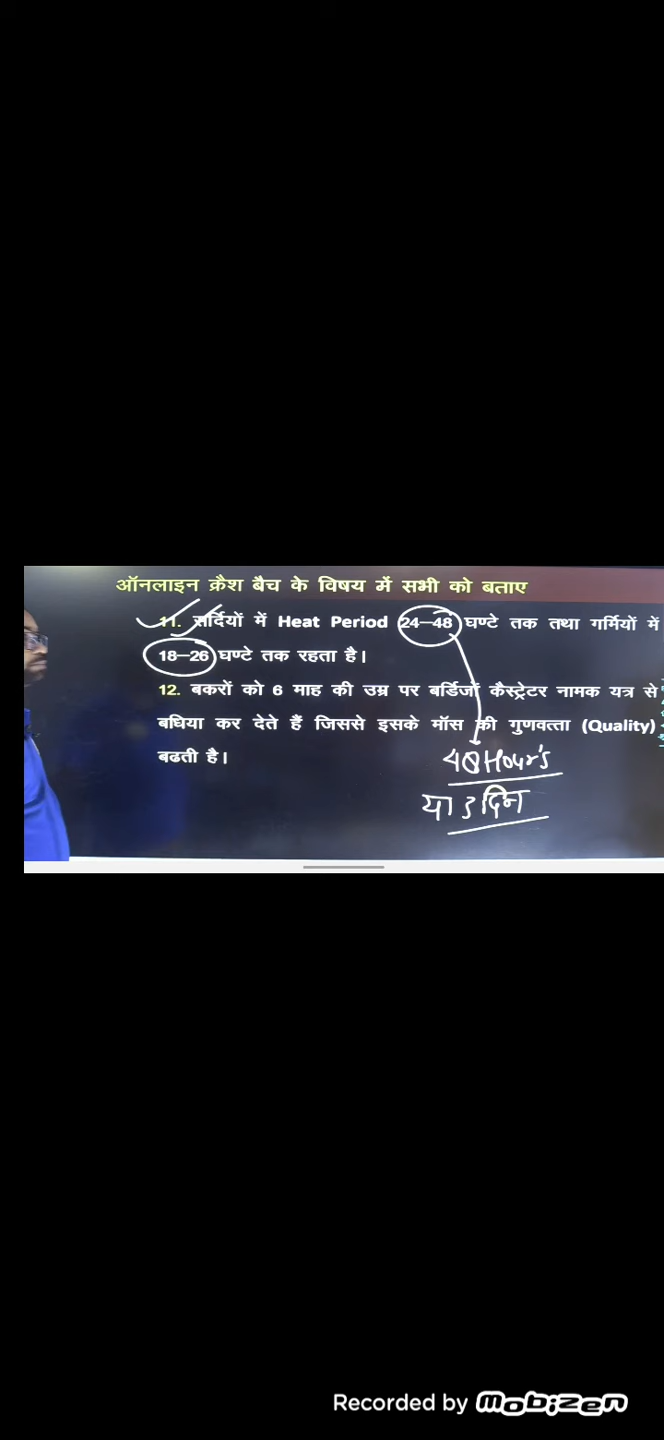 ऑनलाइन क्रैश बैच के विषय में सभी को बताए
11. सर्दियों में Heat Period 24–48 घण्टे तक तथा गर्मियों में
18–26 घण्टे तक रहता है।
12. बकरों को 6 माह की उम्र पर बर्डिजों कैस्ट्रेटर नामक यत्र से
बधिया कर देते हैं जिससे इसके मॉस की गुणवत्ता (Quality)
बढती है।
48 Hour's
या 3 दिन
Recorded by Mobizen